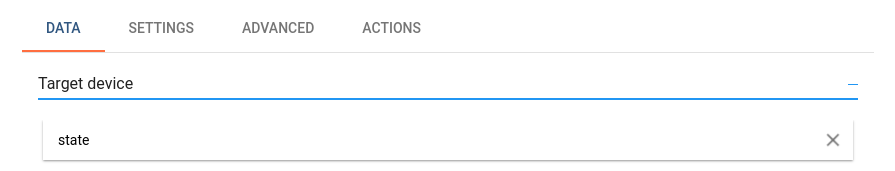 DATA SETTINGS ADVANCED ACTIONS
Target device
state